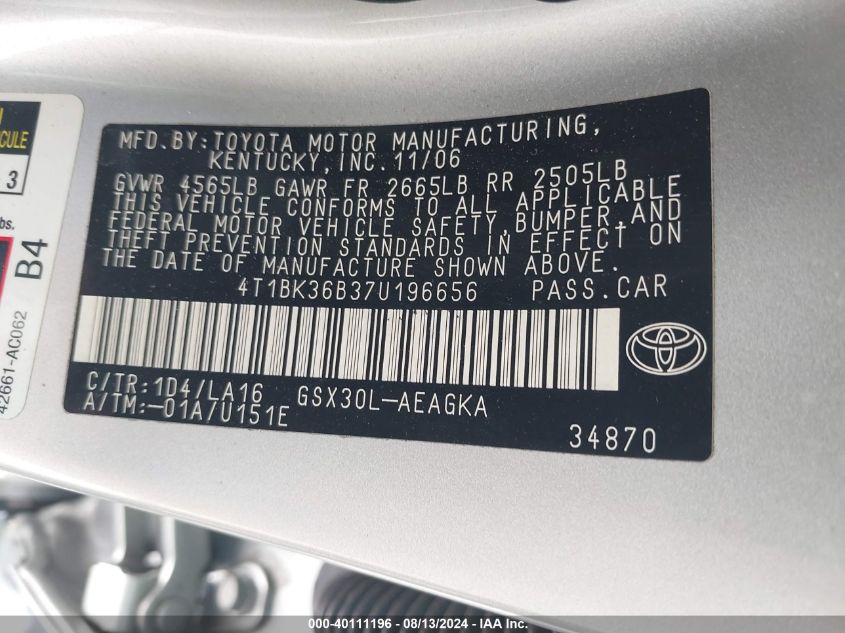 CULE
3
bs.
B4
42661-AC062
MFD.BY:TOYOTA MOTOR MANUFACTURING,
KENTUCKY,INC.11/06
GVWR 4565LB GAWR FR 2665LB RR 2505LB
THIS VEHICLE CONFORMS TO ALL APPLICABLE
FEDERAL MOTOR VEHICLE SAFETY,BUMPER,AND
THEFT PREVENTION STANDARDS IN EFFECT ON
THE DATE OF MANUFACTURE SHOWN ABOVE.
4T1BK36B37U196656 PASS.CAR
C/TR:1D4/LA16 GSX30L-AEAGKA
A/TM:-01A/U151E
34870
000-40111196 - 08/13/2024 - IAA Inc.